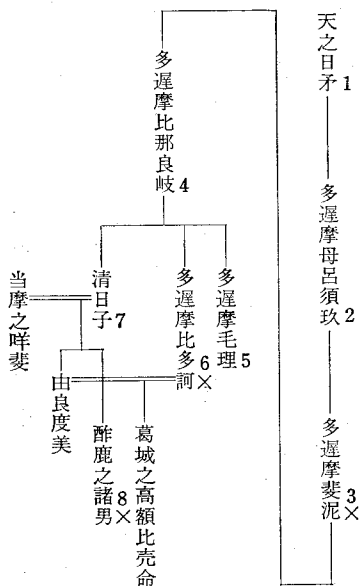 天之日矛 1
多遅摩母呂須玖 2
多遅摩斐泥 3×
多遅摩比那良岐 4
多遅摩毛理 5
多遅摩比多訶 6×
清日子 7
当摩之咩斐
葛城之高額比売命
酢鹿之諸男 8×
由良度美